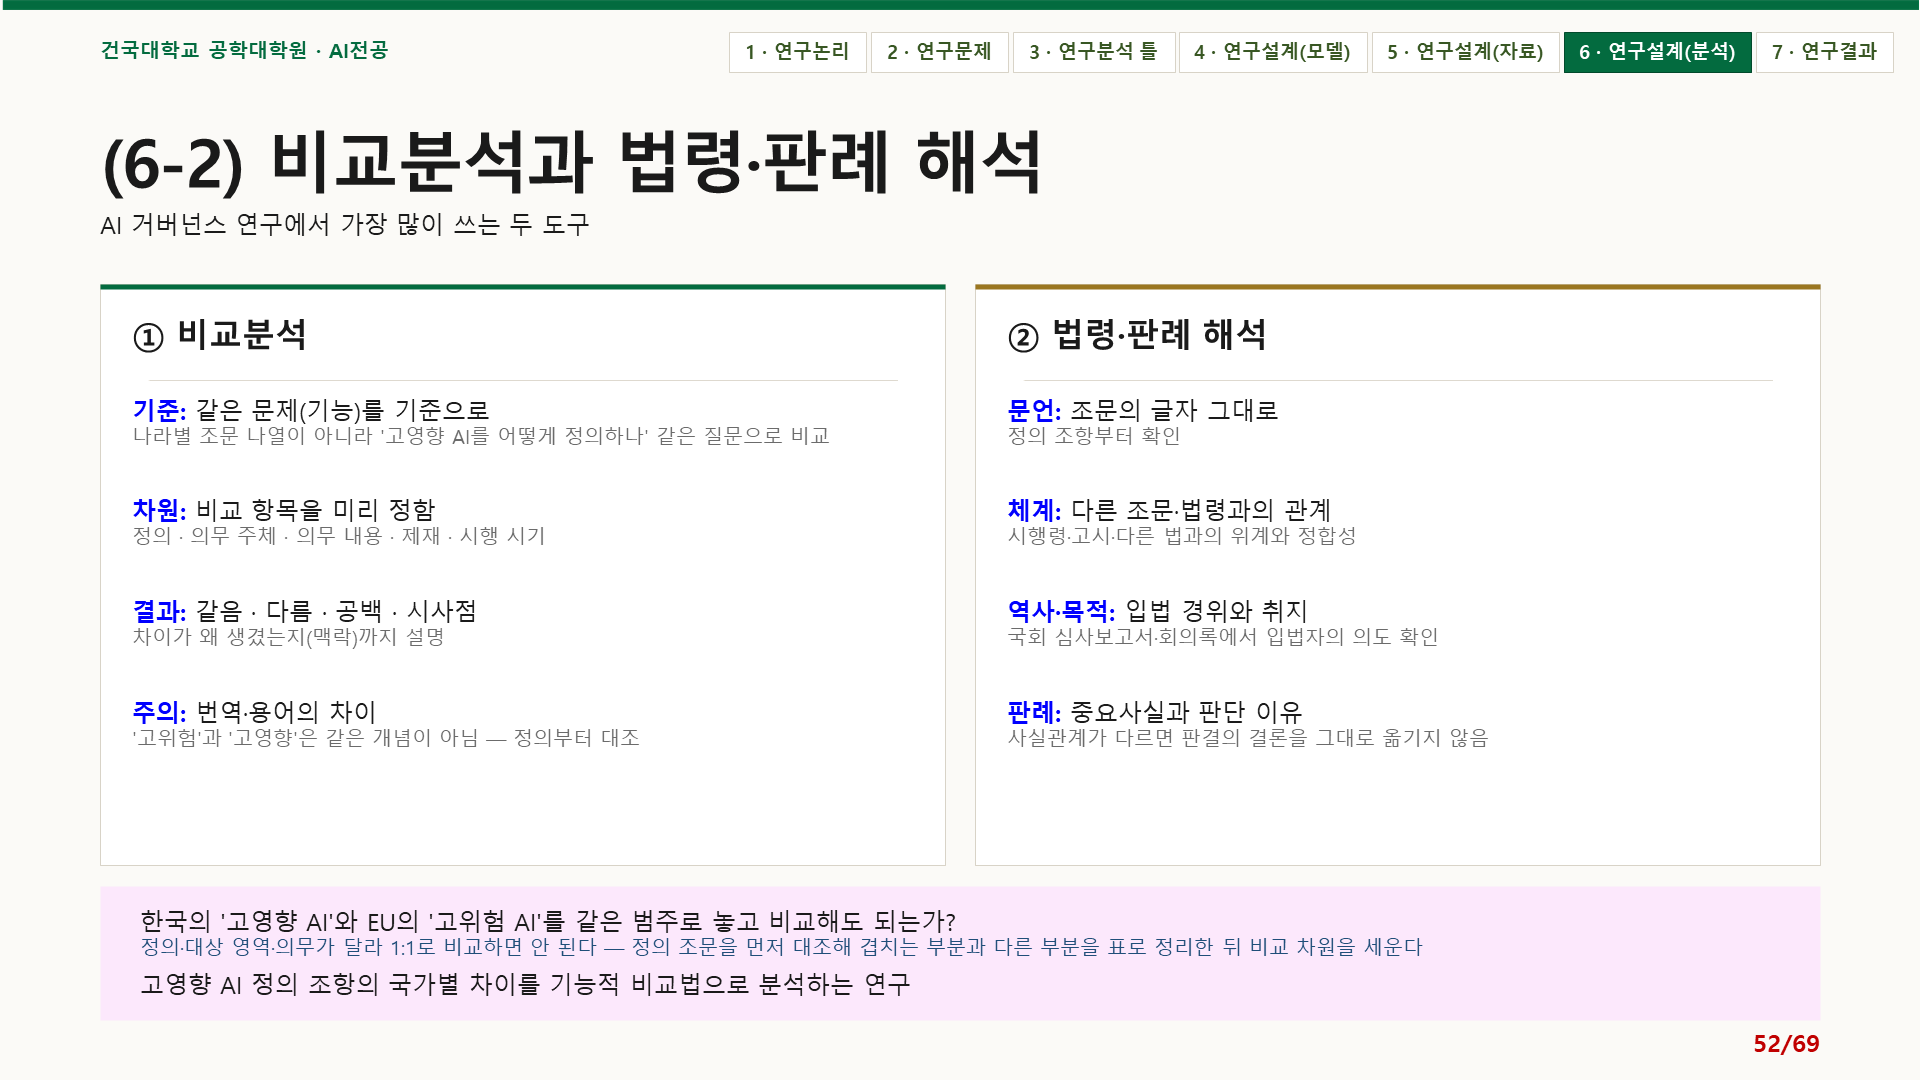 건국대학교 공학대학원 · AI전공
1 · 연구논리
2 · 연구문제
3 · 연구분석 틀
4 · 연구설계(모델)
5 · 연구설계(자료)
6 · 연구설계(분석)
7 · 연구결과
(6-2) 비교분석과 법령·판례 해석
AI 거버넌스 연구에서 가장 많이 쓰는 두 도구
① 비교분석
기준: 같은 문제(기능)를 기준으로
나라별 조문 나열이 아니라 '고영향 AI를 어떻게 정의하나' 같은 질문으로 비교
차원: 비교 항목을 미리 정함
정의 · 의무 주체 · 의무 내용 · 제재 · 시행 시기
결과: 같음 · 다름 · 공백 · 시사점
차이가 왜 생겼는지(맥락)까지 설명
주의: 번역·용어의 차이
'고위험'과 '고영향'은 같은 개념이 아님 — 정의부터 대조
② 법령·판례 해석
문언: 조문의 글자 그대로
정의 조항부터 확인
체계: 다른 조문·법령과의 관계
시행령·고시·다른 법과의 위계와 정합성
역사·목적: 입법 경위와 취지
국회 심사보고서·회의록에서 입법자의 의도 확인
판례: 중요사실과 판단 이유
사실관계가 다르면 판결의 결론을 그대로 옮기지 않음
한국의 '고영향 AI'와 EU의 '고위험 AI'를 같은 범주로 놓고 비교해도 되는가?
정의·대상 영역·의무가 달라 1:1로 비교하면 안 된다 — 정의 조문을 먼저 대조해 겹치는 부분과 다른 부분을 표로 정리한 뒤 비교 차원을 세운다
고영향 AI 정의 조항의 국가별 차이를 기능적 비교법으로 분석하는 연구
52/69